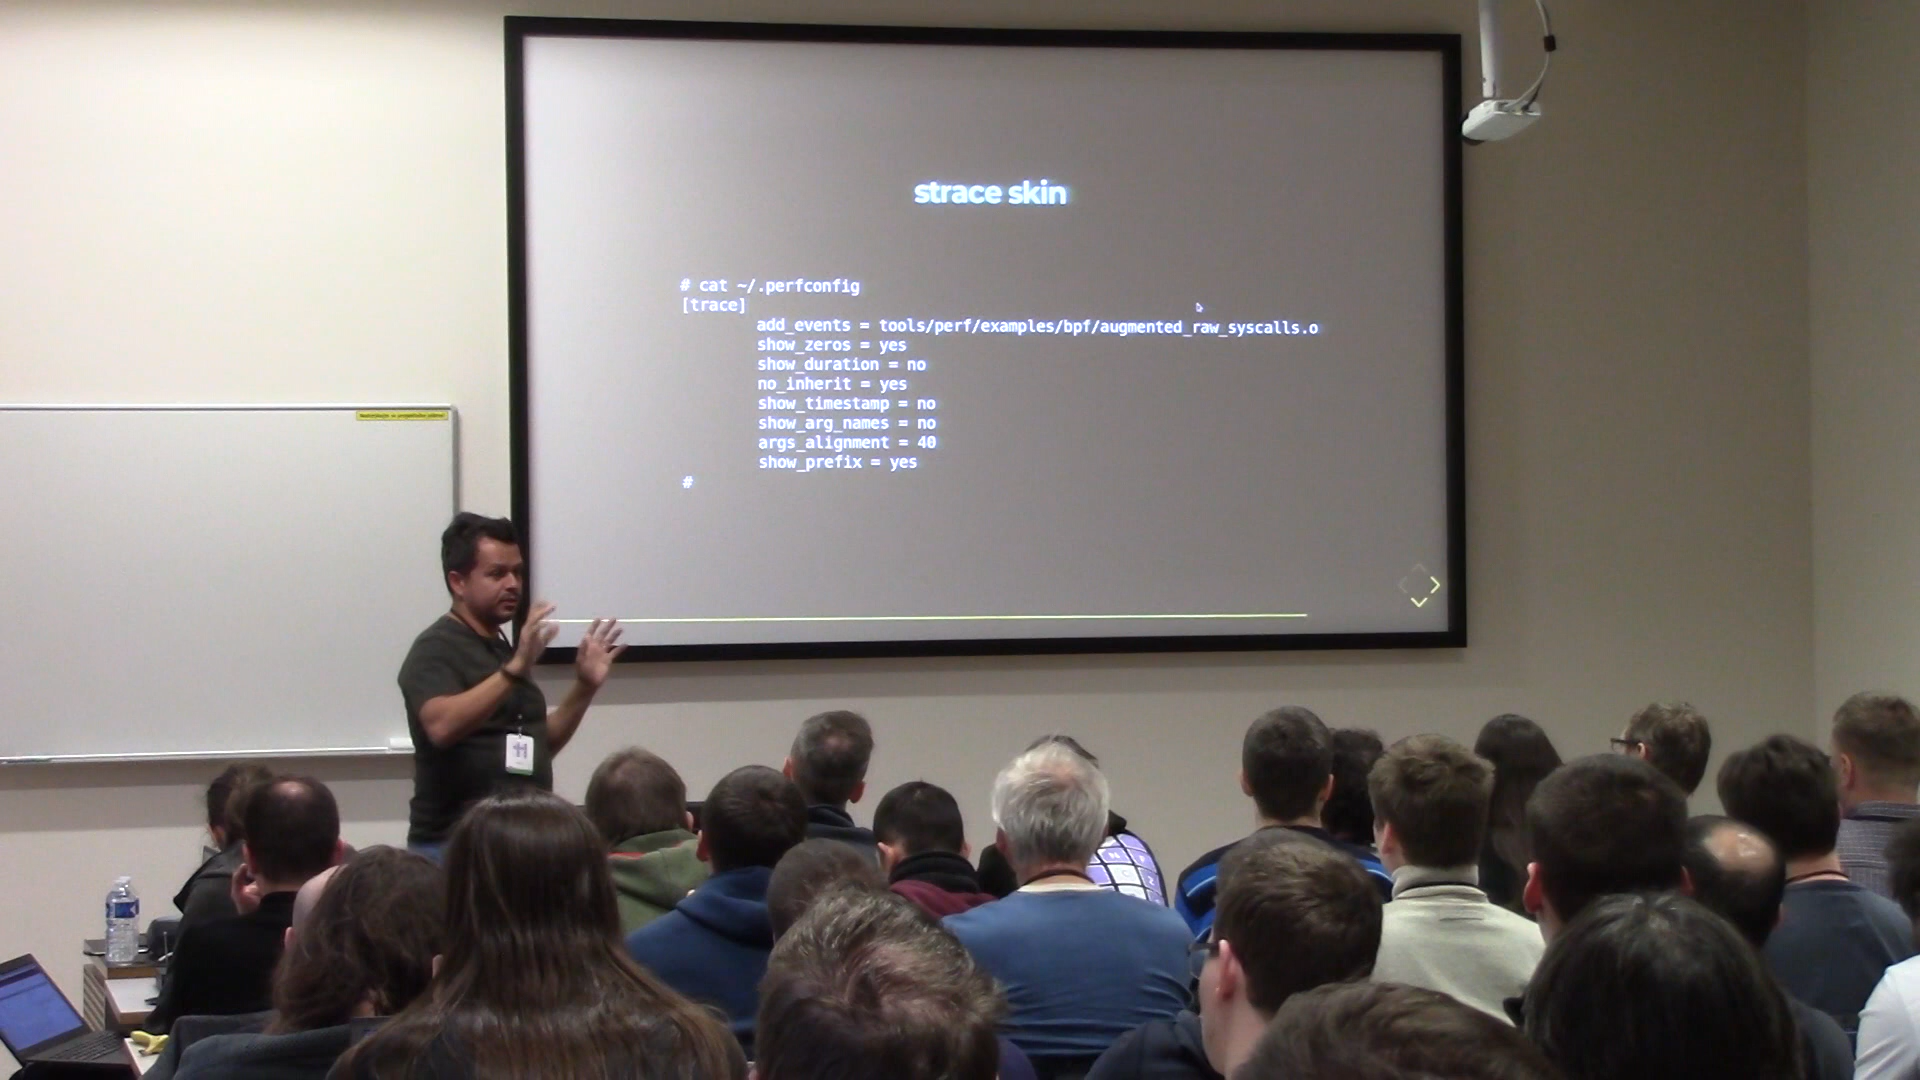 strace skin
# cat ~/.perfconfig
[trace]
add_events = tools/perf/examples/bpf/augmented_raw_syscalls.o
show_zeros = yes
show_duration = no
no_inherit = yes
show_timestamp = no
show_arg_names = no
args_alignment = 40
show_prefix = yes
#